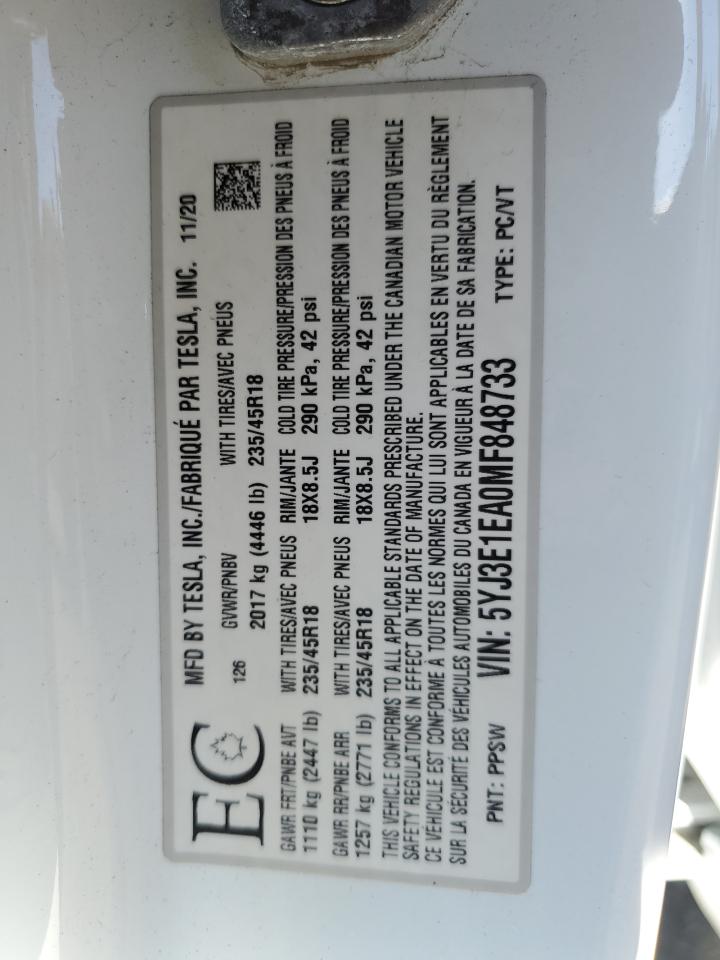 EC
MFD BY TESLA, INC./FABRIQUÉ PAR TESLA, INC. 11/20
126 GVWR/PNBV WITH TIRES/AVEC PNEUS
2017 kg (4446 lb) 235/45R18
GAWR FRT/PNBE AVT WITH TIRES/AVEC PNEUS RIM/JANTE COLD TIRE PRESSURE/PRESSION DES PNEUS À FROID
1110 kg (2447 lb) 235/45R18 18X8.5J 290 kPa, 42 psi
GAWR RR/PNBE ARR WITH TIRES/AVEC PNEUS RIM/JANTE COLD TIRE PRESSURE/PRESSION DES PNEUS À FROID
1257 kg (2771 lb) 235/45R18 18X8.5J 290 kPa, 42 psi
THIS VEHICLE CONFORMS TO ALL APPLICABLE STANDARDS PRESCRIBED UNDER THE CANADIAN MOTOR VEHICLE
SAFETY REGULATIONS IN EFFECT ON THE DATE OF MANUFACTURE.
CE VÉHICULE EST CONFORME À TOUTES LES NORMES QUI LUI SONT APPLICABLES EN VERTU DU RÈGLEMENT
SUR LA SÉCURITÉ DES VÉHICULES AUTOMOBILES DU CANADA EN VIGUEUR À LA DATE DE SA FABRICATION.
PNT: PPSW VIN: 5YJ3E1EA0MF848733 TYPE: PC/VT